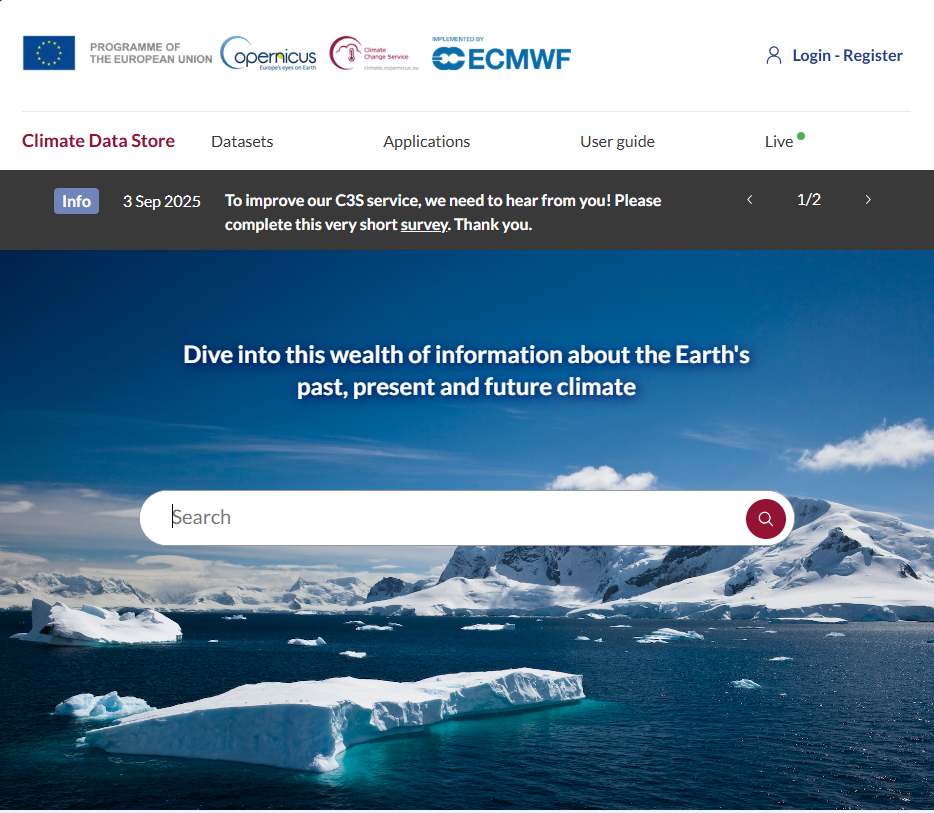 PROGRAMME OF
THE EUROPEAN UNION
opernicus
Europe's eyes on Earth
Climate
Change Service
climate.copernicus.eu
IMPLEMENTED BY
ECMWF
Login - Register
Climate Data Store
Datasets
Applications
User guide
Live
Info
3 Sep 2025
To improve our C3S service, we need to hear from you! Please
complete this very short survey. Thank you.
1/2
Dive into this wealth of information about the Earth's
past, present and future climate
Search